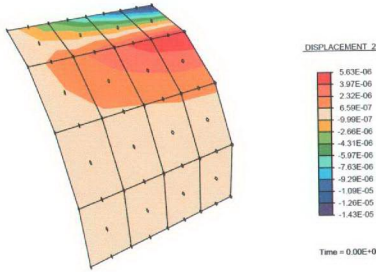 DISPLACEMENT 2
5.63E-06
3.97E-06
2.32E-06
6.59E-07
-9.99E-07
-2.66E-06
-4.31E-06
-5.97E-06
-7.63E-06
-9.29E-06
-1.09E-05
-1.26E-05
-1.43E-05
Time = 0.00E+0